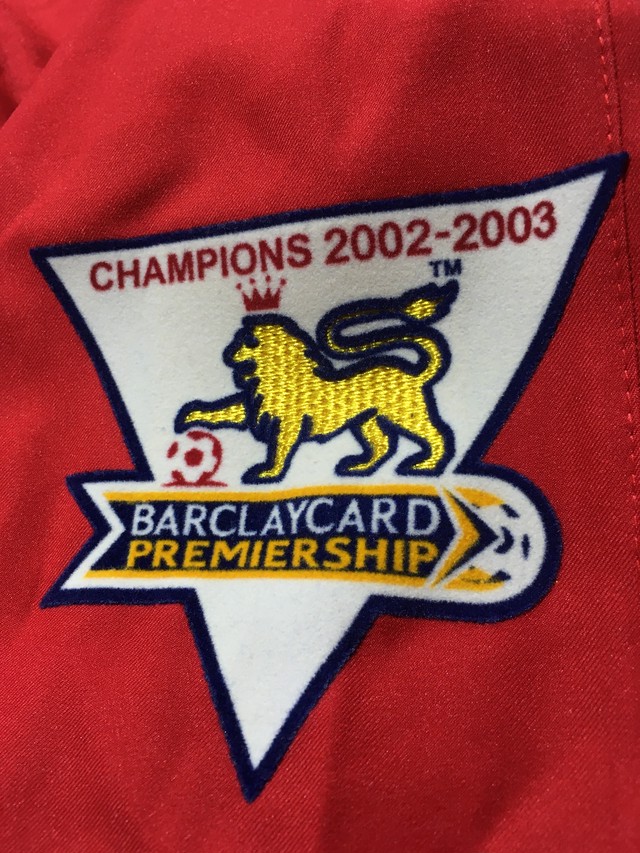 CHAMPIONS 2002-2003
TM
BARCLAYCARD
PREMIERSHIP